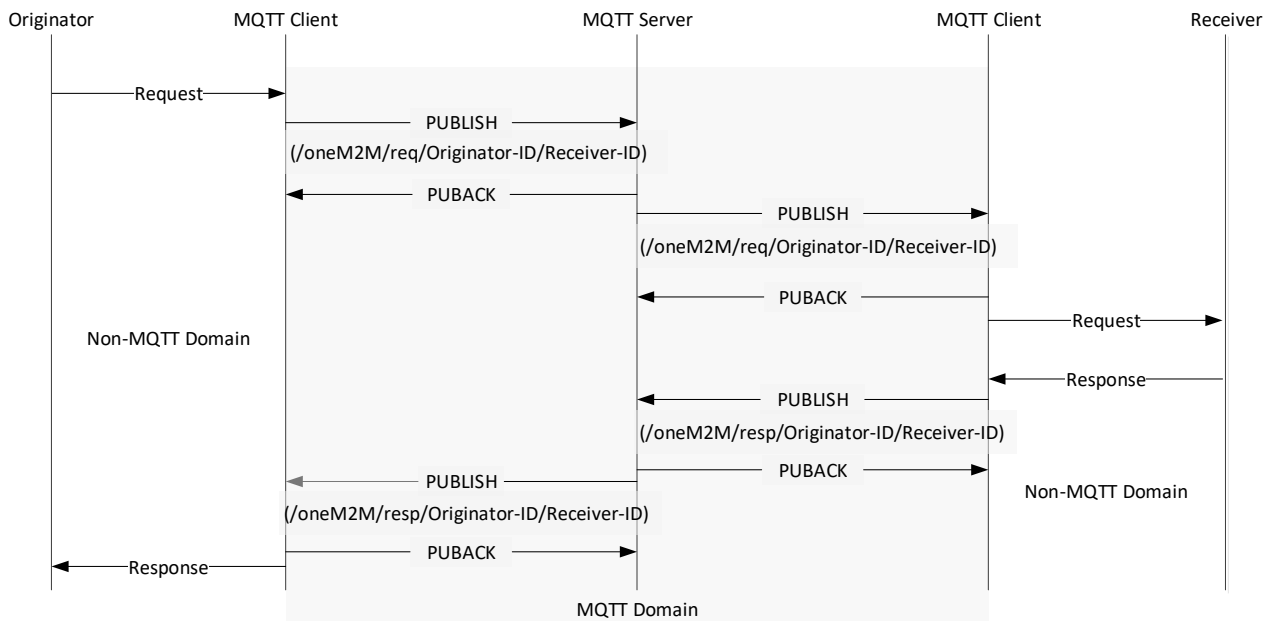 Originator
MQTT Client
MQTT Server
MQTT Client
Receiver
Request
PUBLISH
(/oneM2M/req/Originator-ID/Receiver-ID)
PUBACK
PUBLISH
(/oneM2M/req/Originator-ID/Receiver-ID)
PUBACK
Request
Non-MQTT Domain
Response
PUBLISH
(/oneM2M/resp/Originator-ID/Receiver-ID)
PUBACK
PUBLISH
Non-MQTT Domain
(/oneM2M/resp/Originator-ID/Receiver-ID)
PUBACK
Response
MQTT Domain